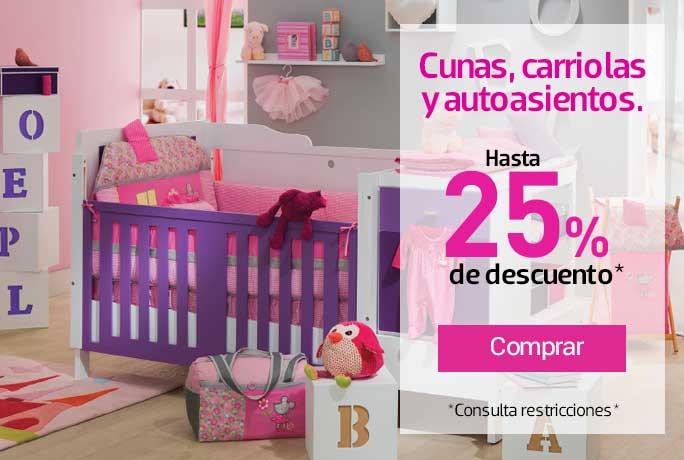 Cunas, carriolas
y autoasientos.
Hasta
25%
de descuento*
Comprar
*Consulta restricciones*
O
E
P
L
B
A